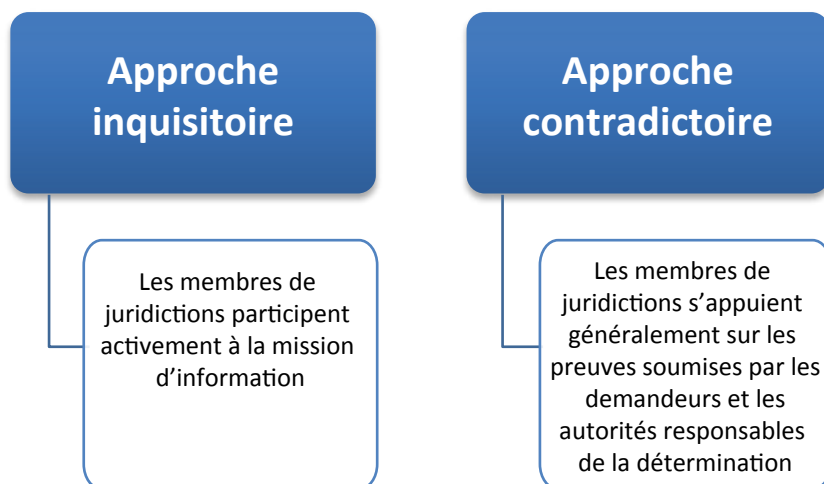 Approche
inquisitoire
Les membres de
juridictions participent
activement à la mission
d’information
Approche
contradictoire
Les membres de
juridictions s’appuient
généralement sur les
preuves soumises par les
demandeurs et les
autorités responsables
de la détermination